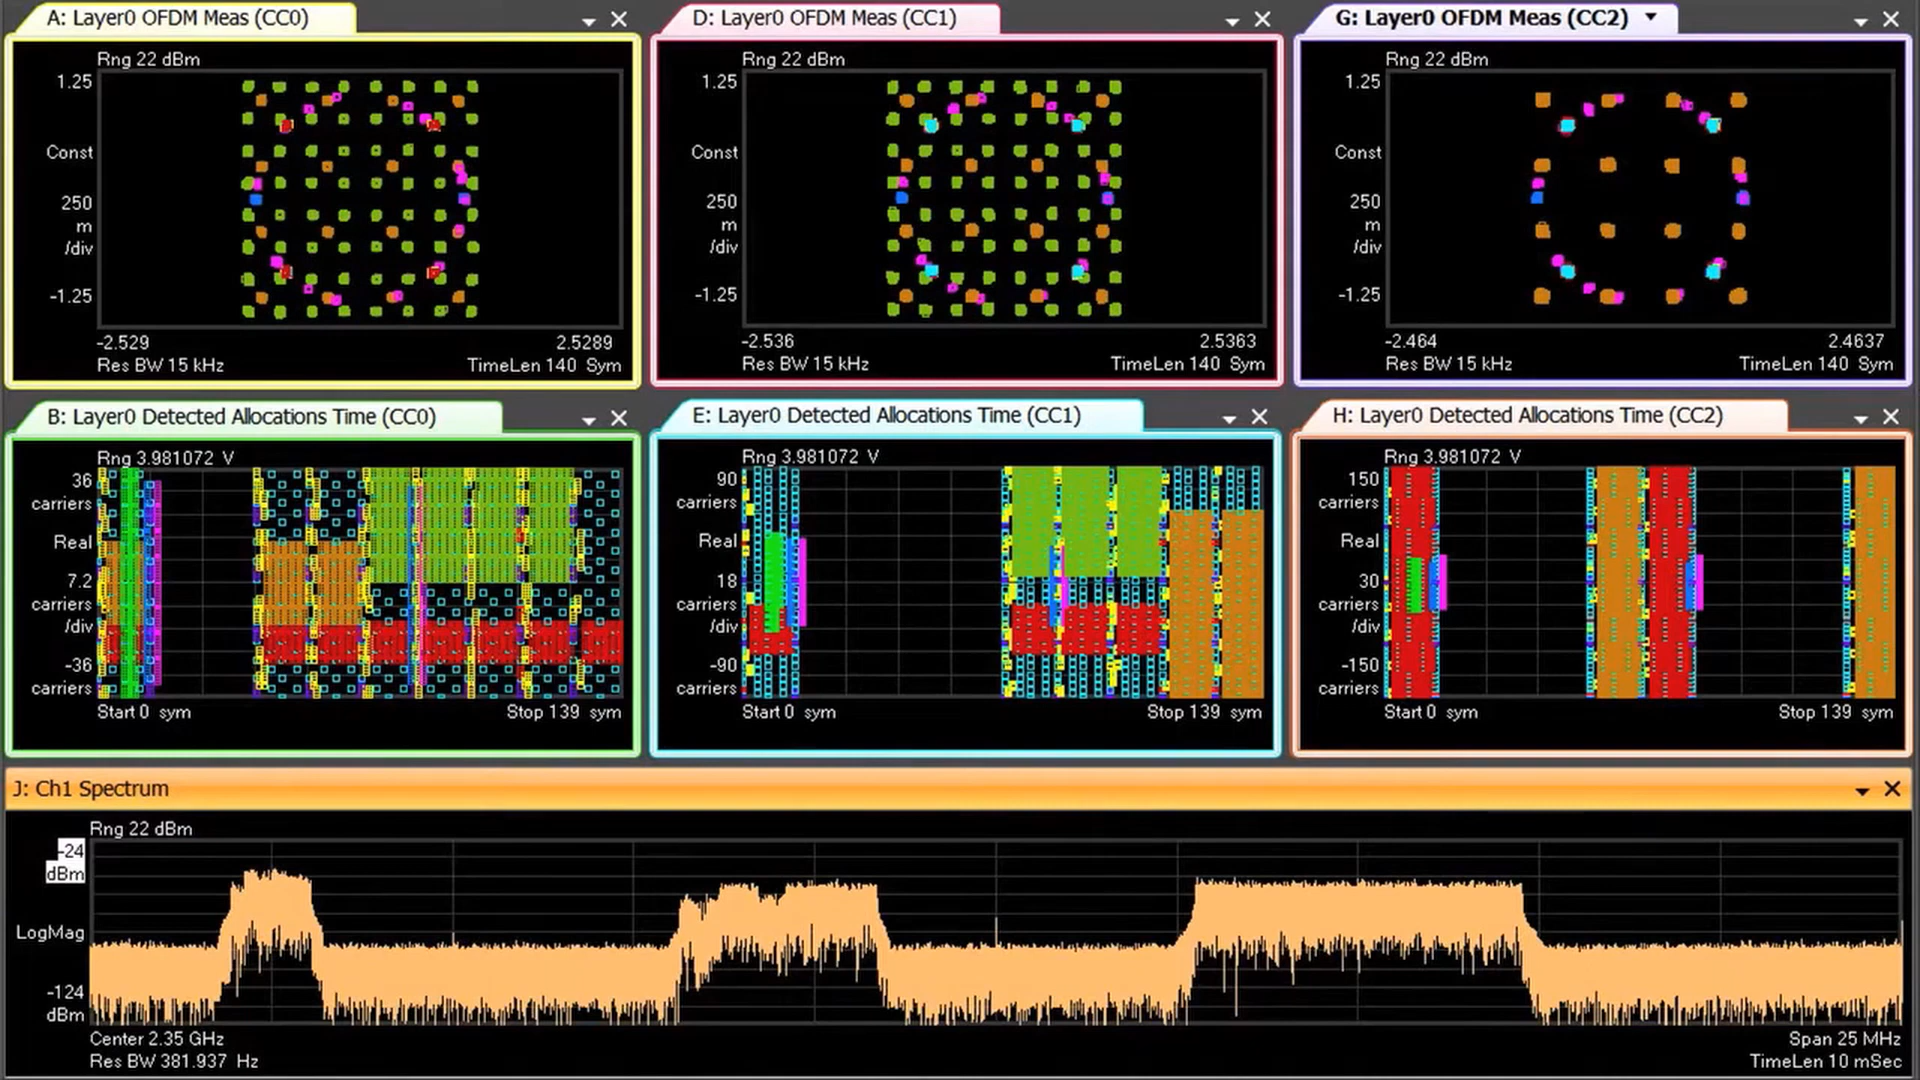 A: Layer0 OFDM Meas (CC0)
Rng 22 dBm
1.25
Const
250
m
/div
-1.25
-2.529
2.5289
Res BW 15 kHz
TimeLen 140 Sym
D: Layer0 OFDM Meas (CC1)
Rng 22 dBm
1.25
Const
250
m
/div
-1.25
-2.536
2.5363
Res BW 15 kHz
TimeLen 140 Sym
G: Layer0 OFDM Meas (CC2)
Rng 22 dBm
1.25
Const
250
m
/div
-1.25
-2.464
2.4637
Res BW 15 kHz
TimeLen 140 Sym
B: Layer0 Detected Allocations Time (CC0)
Rng 3.981072 V
36
carriers
Real
7.2
carriers
/div
-36
carriers
Start 0 sym
Stop 139 sym
E: Layer0 Detected Allocations Time (CC1)
Rng 3.981072 V
90
carriers
Real
18
carriers
/div
-90
carriers
Start 0 sym
Stop 139 sym
H: Layer0 Detected Allocations Time (CC2)
Rng 3.981072 V
150
carriers
Real
30
carriers
/div
-150
carriers
Start 0 sym
Stop 139 sym
J: Ch1 Spectrum
Rng 22 dBm
-24
dBm
LogMag
-124
dBm
Center 2.35 GHz
Span 25 MHz
Res BW 381.937 Hz
TimeLen 10 mSec